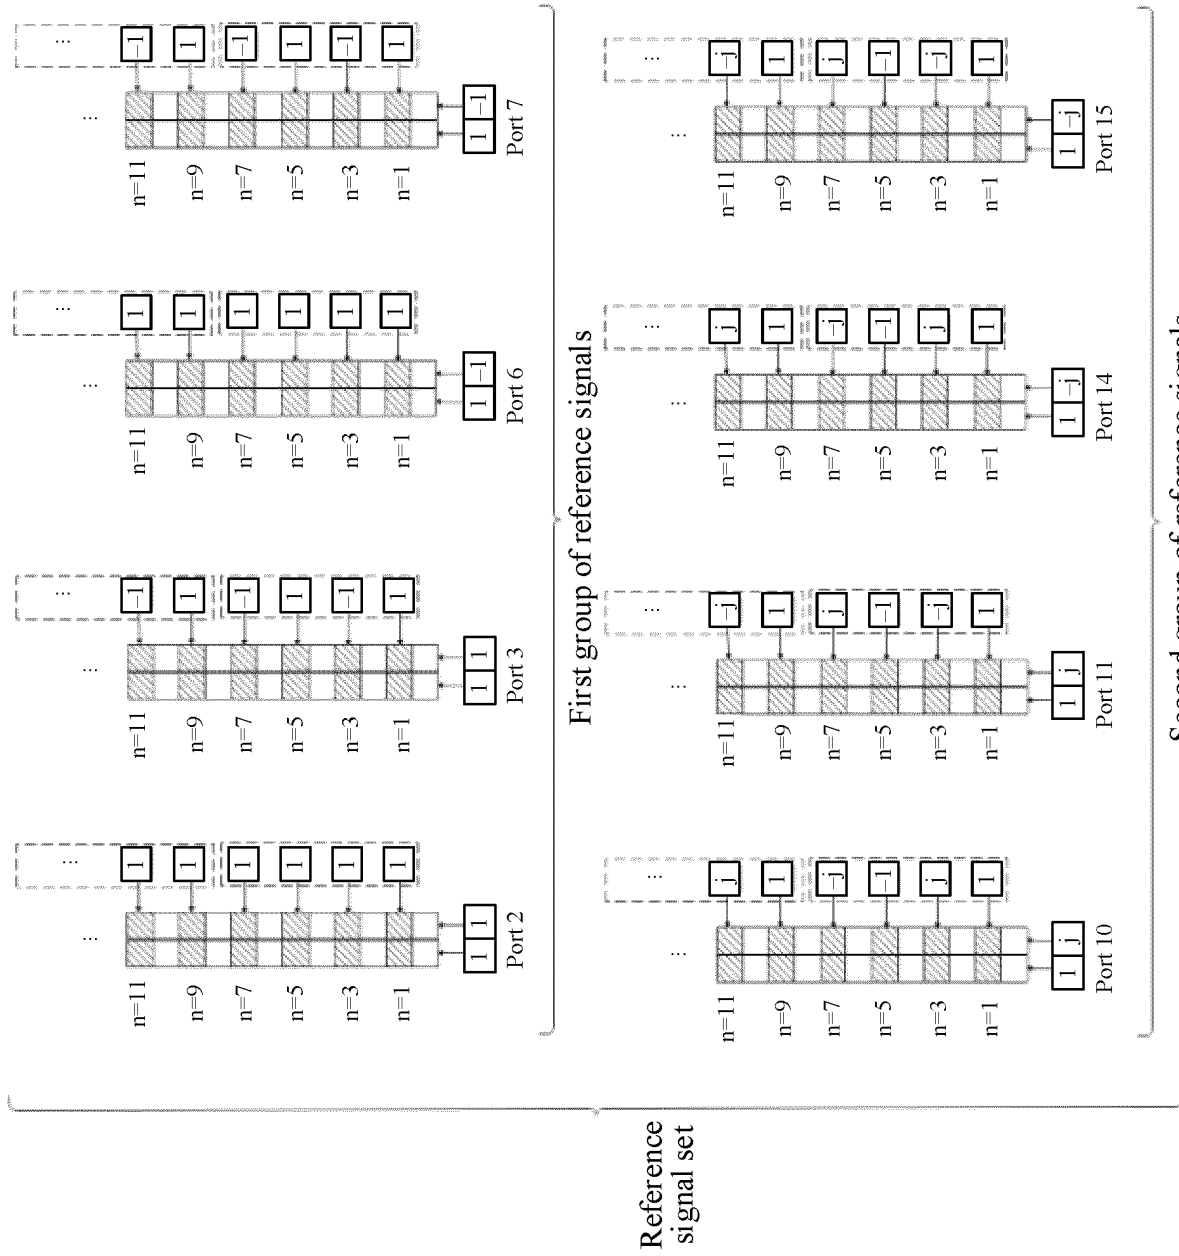 Reference
signal set
...
...
n=11 1
n=9 1
n=7 1
n=5 1
n=3 1
n=1 1
1 1
Port 2
...
...
n=11 −1
n=9 1
n=7 −1
n=5 1
n=3 −1
n=1 1
1 1
Port 3
...
...
n=11 1
n=9 1
n=7 1
n=5 1
n=3 1
n=1 1
1 −1
Port 6
...
...
n=11 −1
n=9 1
n=7 −1
n=5 1
n=3 −1
n=1 1
1 −1
Port 7
First group of reference signals
...
...
n=11 j
n=9 1
n=7 −j
n=5 −1
n=3 j
n=1 1
1 j
Port 10
...
...
n=11 −j
n=9 1
n=7 j
n=5 −1
n=3 −j
n=1 1
1 j
Port 11
...
...
n=11 j
n=9 1
n=7 −j
n=5 −1
n=3 j
n=1 1
1 −j
Port 14
...
...
n=11 −j
n=9 1
n=7 j
n=5 −1
n=3 −j
n=1 1
1 −j
Port 15
Second group of reference signals